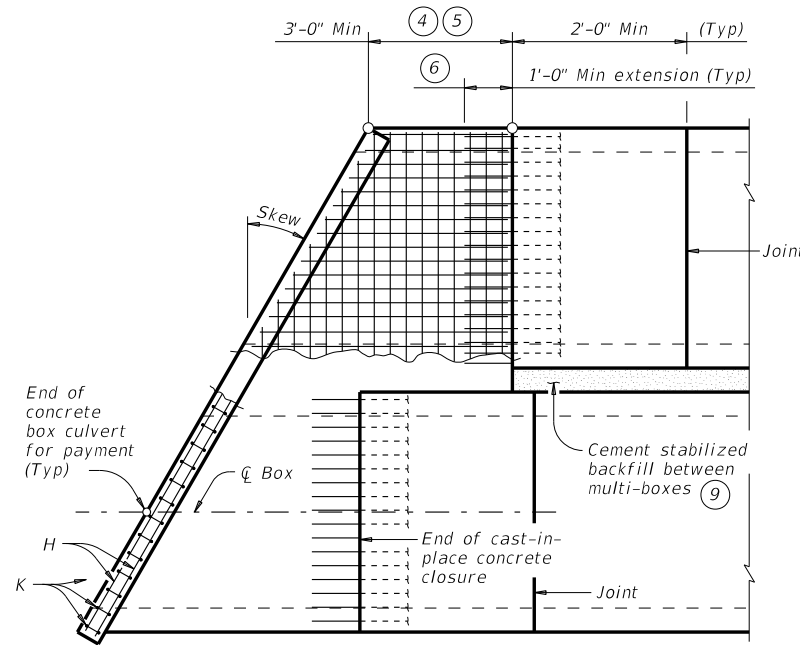 4 5
3'-0" Min
2'-0" Min
(Typ)
6
1'-0" Min extension (Typ)
Skew
Joint
End of
concrete
box culvert
for payment
(Typ)
℄ Box
Cement stabilized
backfill between
multi-boxes 9
H
End of cast-in-
place concrete
closure
K
Joint